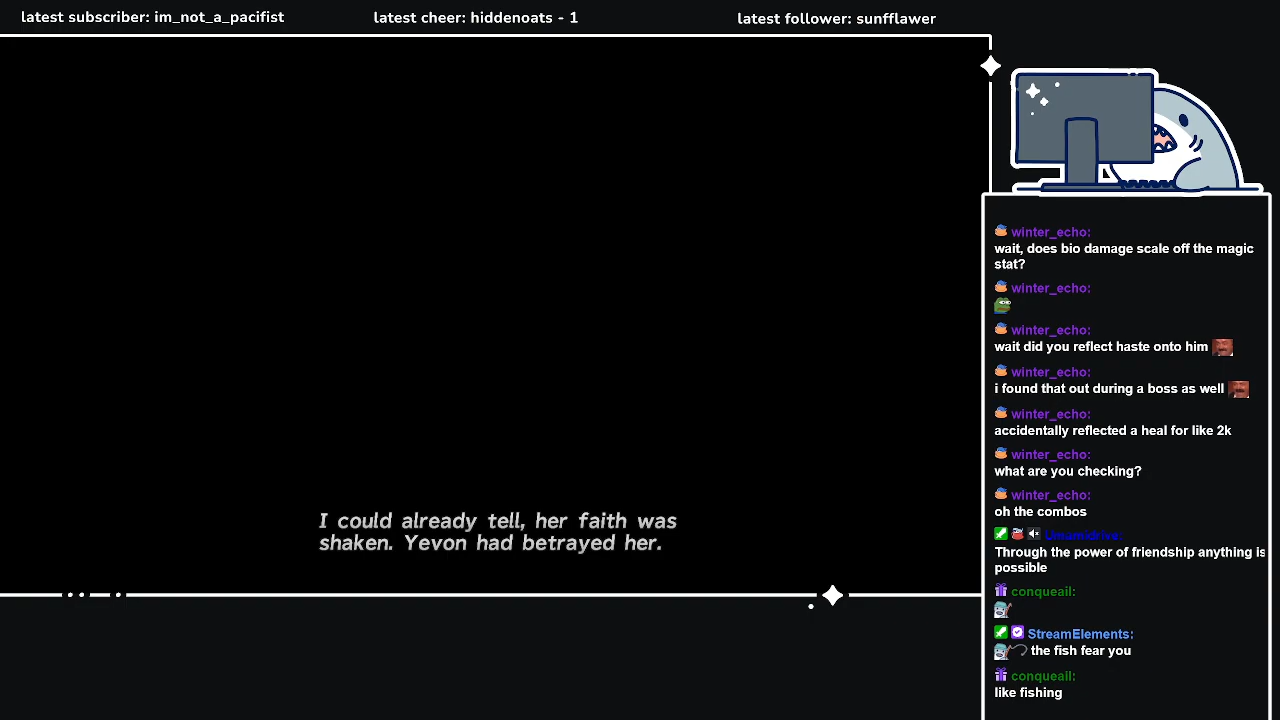 latest subscriber: im_not_a_pacifist
latest cheer: hiddenoats - 1
latest follower: sunfflawer
I could already tell, her faith was
shaken. Yevon had betrayed her.
winter_echo:
wait, does bio damage scale off the magic
stat?
winter_echo:
winter_echo:
wait did you reflect haste onto him
winter_echo:
i found that out during a boss as well
winter_echo:
accidentally reflected a heal for like 2k
winter_echo:
what are you checking?
winter_echo:
oh the combos
Umamidrive:
Through the power of friendship anything is
possible
conqueail:
StreamElements:
the fish fear you
conqueail:
like fishing